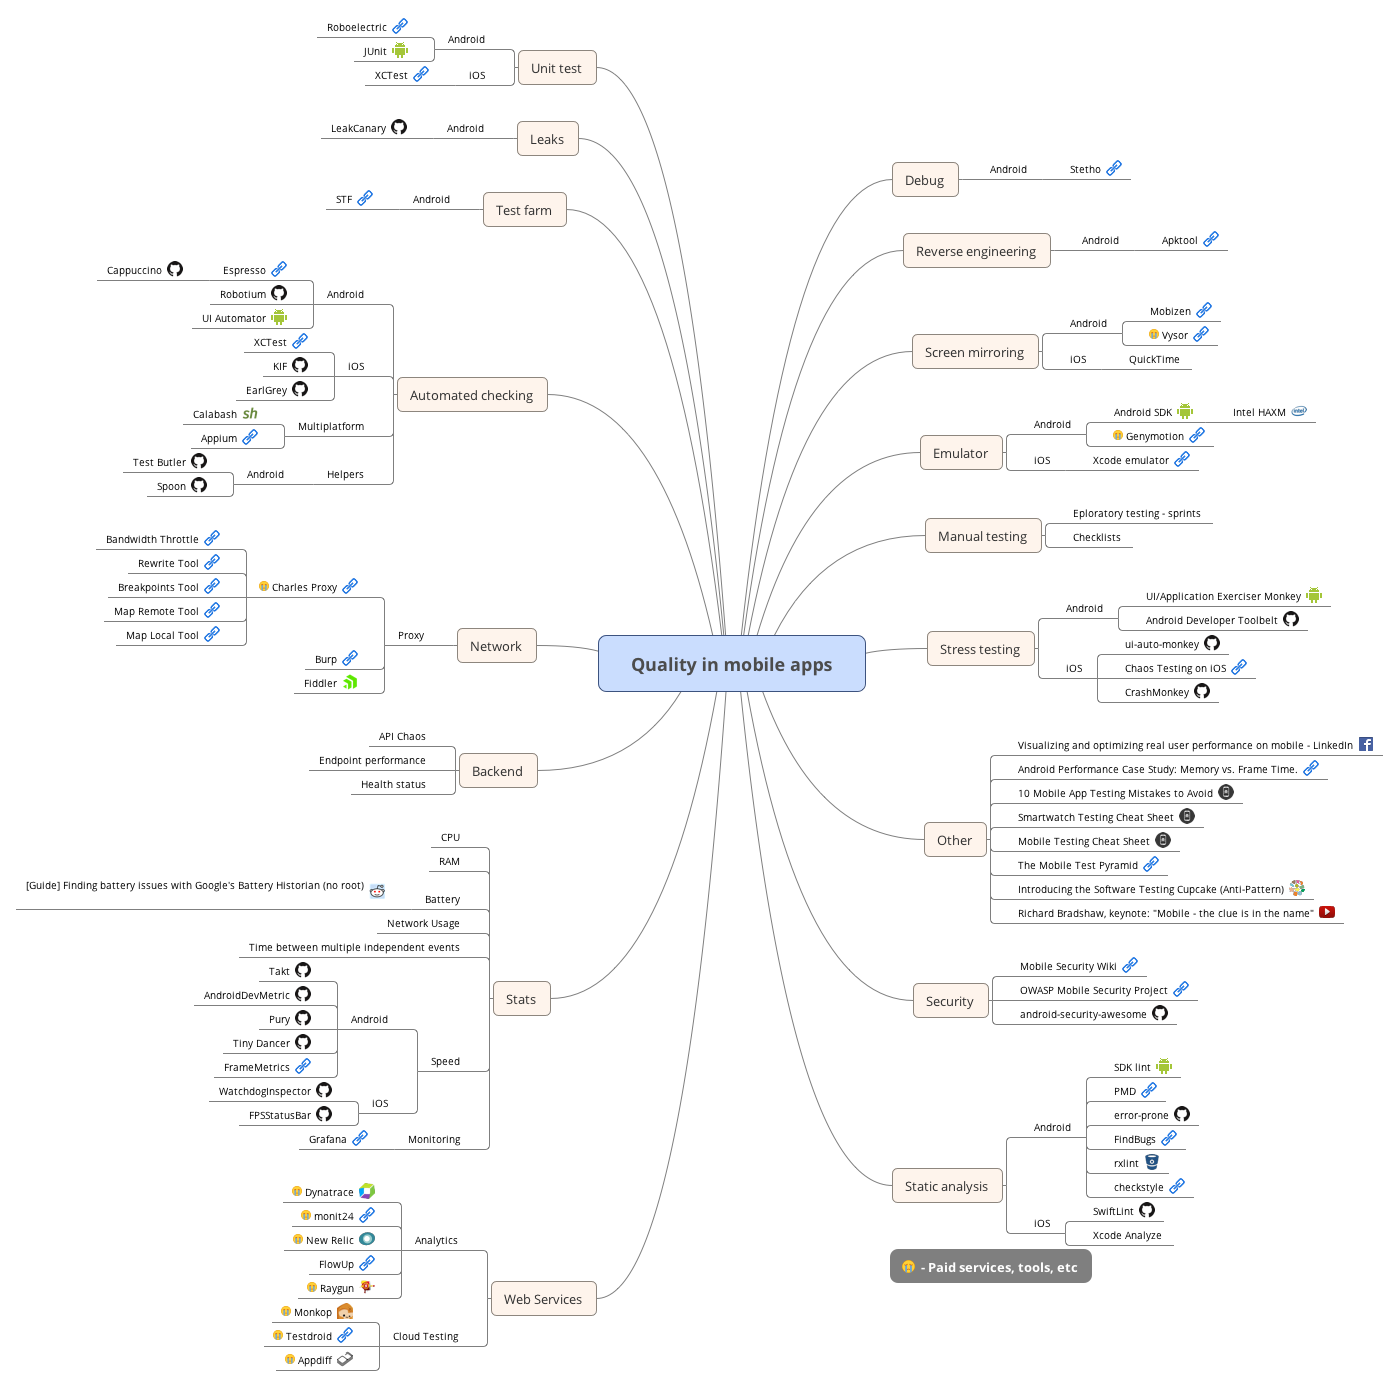 Quality in mobile apps
Unit test
Android
Roboelectric
JUnit
iOS
XCTest
Leaks
Android
LeakCanary
Test farm
Android
STF
Automated checking
Android
Espresso
Cappuccino
Robotium
UI Automator
iOS
XCTest
KIF
EarlGrey
Multiplatform
Calabash
sh
Appium
Helpers
Android
Test Butler
Spoon
Network
Proxy
Charles Proxy
Bandwidth Throttle
Rewrite Tool
Breakpoints Tool
Map Remote Tool
Map Local Tool
Burp
Fiddler
Backend
API Chaos
Endpoint performance
Health status
Stats
CPU
RAM
Battery
[Guide] Finding battery issues with Google's Battery Historian (no root)
Network Usage
Time between multiple independent events
Speed
Android
Takt
AndroidDevMetric
Pury
Tiny Dancer
FrameMetrics
iOS
WatchdogInspector
FPSStatusBar
Monitoring
Grafana
Web Services
Analytics
Dynatrace
monit24
New Relic
FlowUp
Raygun
Cloud Testing
Monkop
Testdroid
Appdiff
Debug
Android
Stetho
Reverse engineering
Android
Apktool
Screen mirroring
Android
Mobizen
Vysor
iOS
QuickTime
Emulator
Android
Android SDK
Intel HAXM
intel
Genymotion
iOS
Xcode emulator
Manual testing
Eploratory testing - sprints
Checklists
Stress testing
Android
UI/Application Exerciser Monkey
Android Developer Toolbelt
iOS
ui-auto-monkey
Chaos Testing on iOS
CrashMonkey
Other
Visualizing and optimizing real user performance on mobile - LinkedIn
Android Performance Case Study: Memory vs. Frame Time.
10 Mobile App Testing Mistakes to Avoid
Smartwatch Testing Cheat Sheet
Mobile Testing Cheat Sheet
The Mobile Test Pyramid
Introducing the Software Testing Cupcake (Anti-Pattern)
Richard Bradshaw, keynote: "Mobile - the clue is in the name"
Security
Mobile Security Wiki
OWASP Mobile Security Project
android-security-awesome
Static analysis
Android
SDK lint
PMD
error-prone
FindBugs
rxlint
checkstyle
iOS
SwiftLint
Xcode Analyze
- Paid services, tools, etc